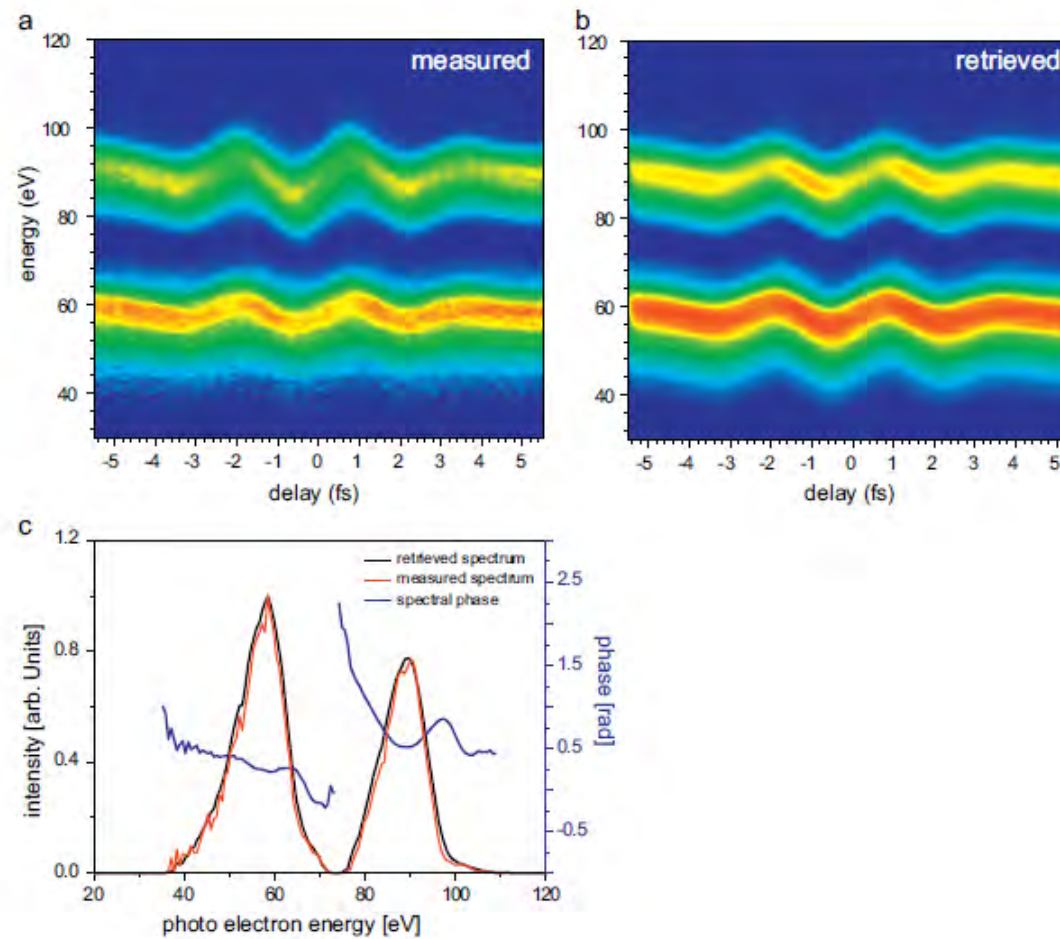 a
measured
120
100
80
60
40
energy (eV)
-5 -4 -3 -2 -1 0 1 2 3 4 5
delay (fs)
b
retrieved
120
100
80
60
40
-5 -4 -3 -2 -1 0 1 2 3 4 5
delay (fs)
c
1.2
0.8
0.4
0.0
intensity [arb. Units]
retrieved spectrum
measured spectrum
spectral phase
2.5
1.5
0.5
-0.5
phase [rad]
20 40 60 80 100 120
photo electron energy [eV]